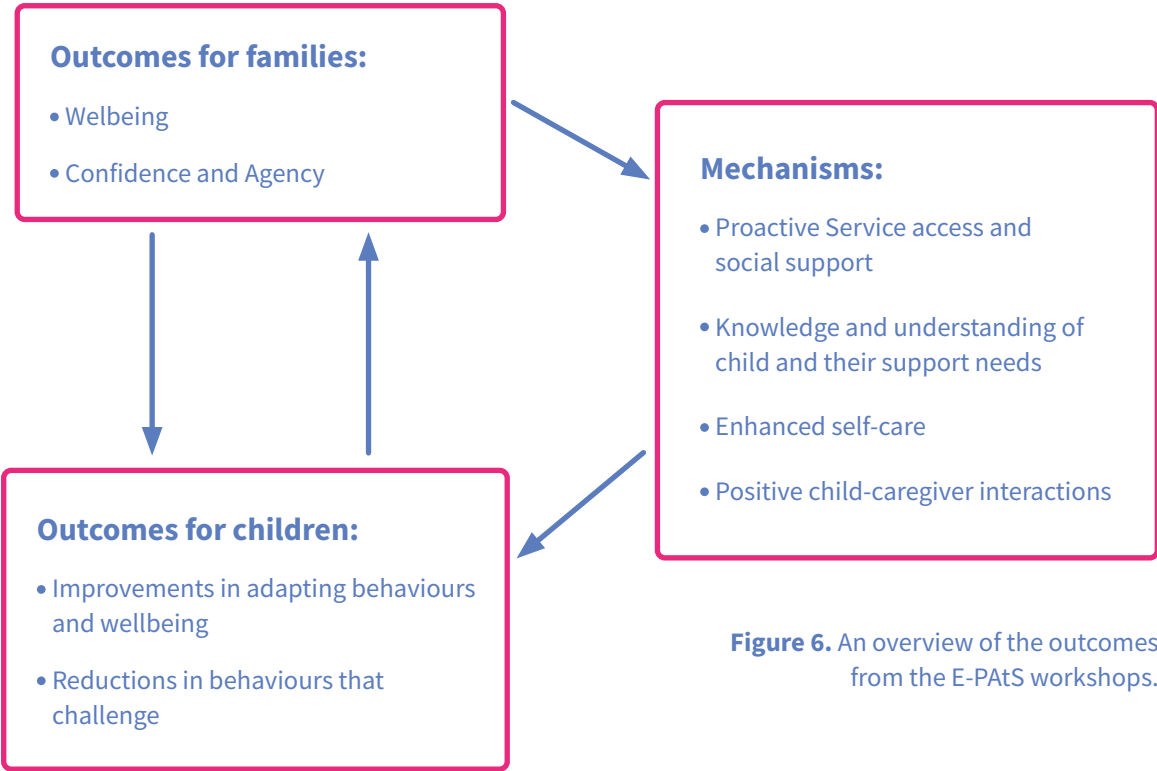 Outcomes for families:
• Welbeing
• Confidence and Agency
Mechanisms:
• Proactive Service access and
social support
• Knowledge and understanding of
child and their support needs
• Enhanced self-care
• Positive child-caregiver interactions
Outcomes for children:
• Improvements in adapting behaviours
and wellbeing
• Reductions in behaviours that
challenge
Figure 6. An overview of the outcomes
from the E-PAtS workshops.